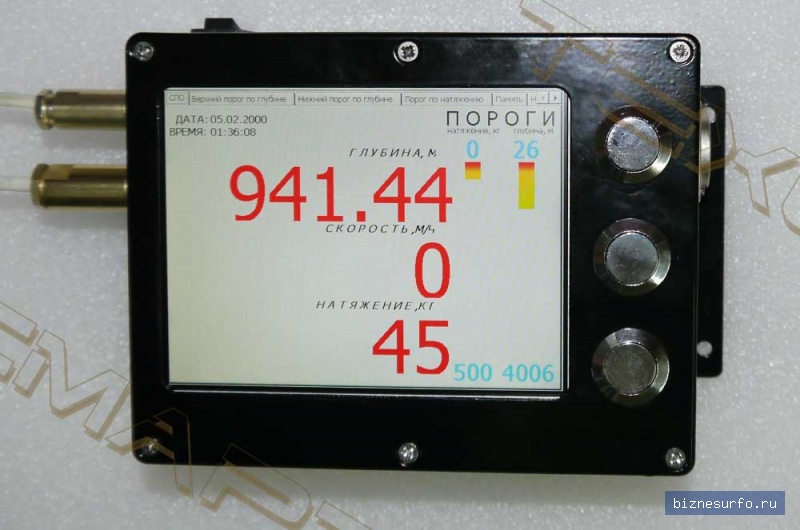 СПО Верхний порог по глубине Нижний порог по глубине Порог по натяжению Память Н
ДАТА: 05.02.2000
ВРЕМЯ: 01:36:08
ПОРОГИ
натяжения, кг глубина, м
0 26
ГЛУБИНА,М
941.44
СКОРОСТЬ,М/Ч
0
НАТЯЖЕНИЕ,КГ
45
500 4006
biznesurfo.ru